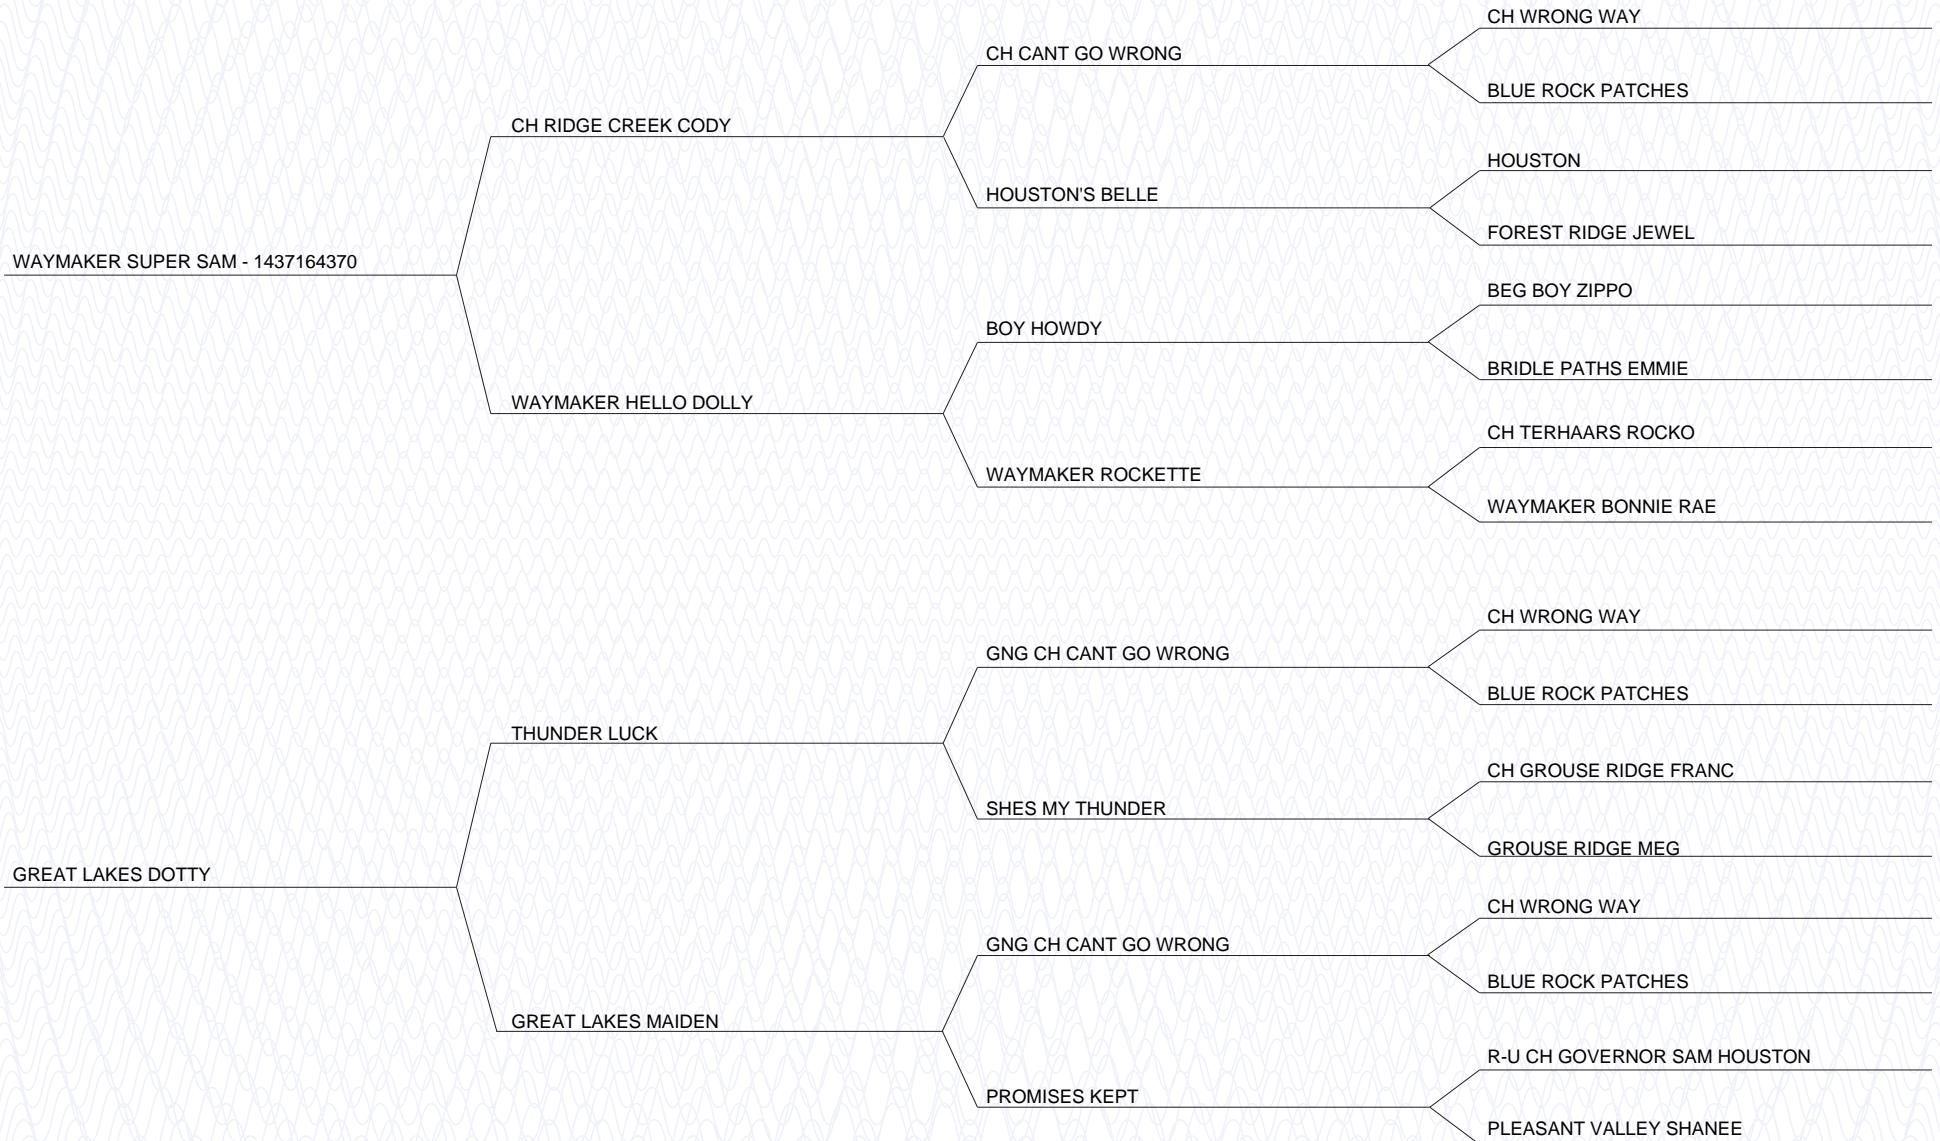 CH WRONG WAY
CH CANT GO WRONG
BLUE ROCK PATCHES
CH RIDGE CREEK CODY
HOUSTON
HOUSTON'S BELLE
FOREST RIDGE JEWEL
WAYMAKER SUPER SAM - 1437164370
BEG BOY ZIPPO
BOY HOWDY
BRIDLE PATHS EMMIE
WAYMAKER HELLO DOLLY
CH TERHAARS ROCKO
WAYMAKER ROCKETTE
WAYMAKER BONNIE RAE
CH WRONG WAY
GNG CH CANT GO WRONG
BLUE ROCK PATCHES
THUNDER LUCK
CH GROUSE RIDGE FRANC
SHES MY THUNDER
GROUSE RIDGE MEG
GREAT LAKES DOTTY
CH WRONG WAY
GNG CH CANT GO WRONG
BLUE ROCK PATCHES
GREAT LAKES MAIDEN
R-U CH GOVERNOR SAM HOUSTON
PROMISES KEPT
PLEASANT VALLEY SHANEE